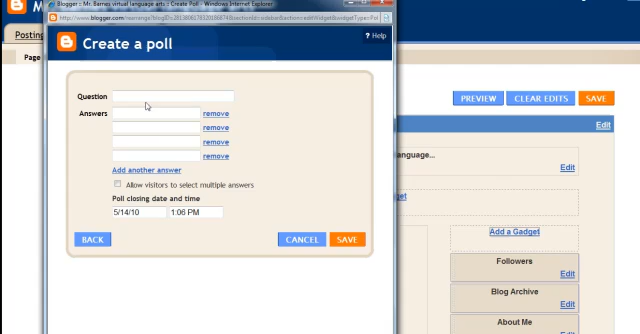 Blogger :: Mr. Barnes virtual language arts :: Create Poll - Windows Internet Explorer
Create a poll
? Help
Question
Answers
remove
remove
remove
remove
Add another answer
Allow visitors to select multiple answers
Poll closing date and time
5/14/10 1:06 PM
BACK
CANCEL
SAVE
Posting
Page
PREVIEW
CLEAR EDITS
SAVE
Edit
anguage...
Edit
get
Add a Gadget
Followers
Edit
Blog Archive
Edit
About Me